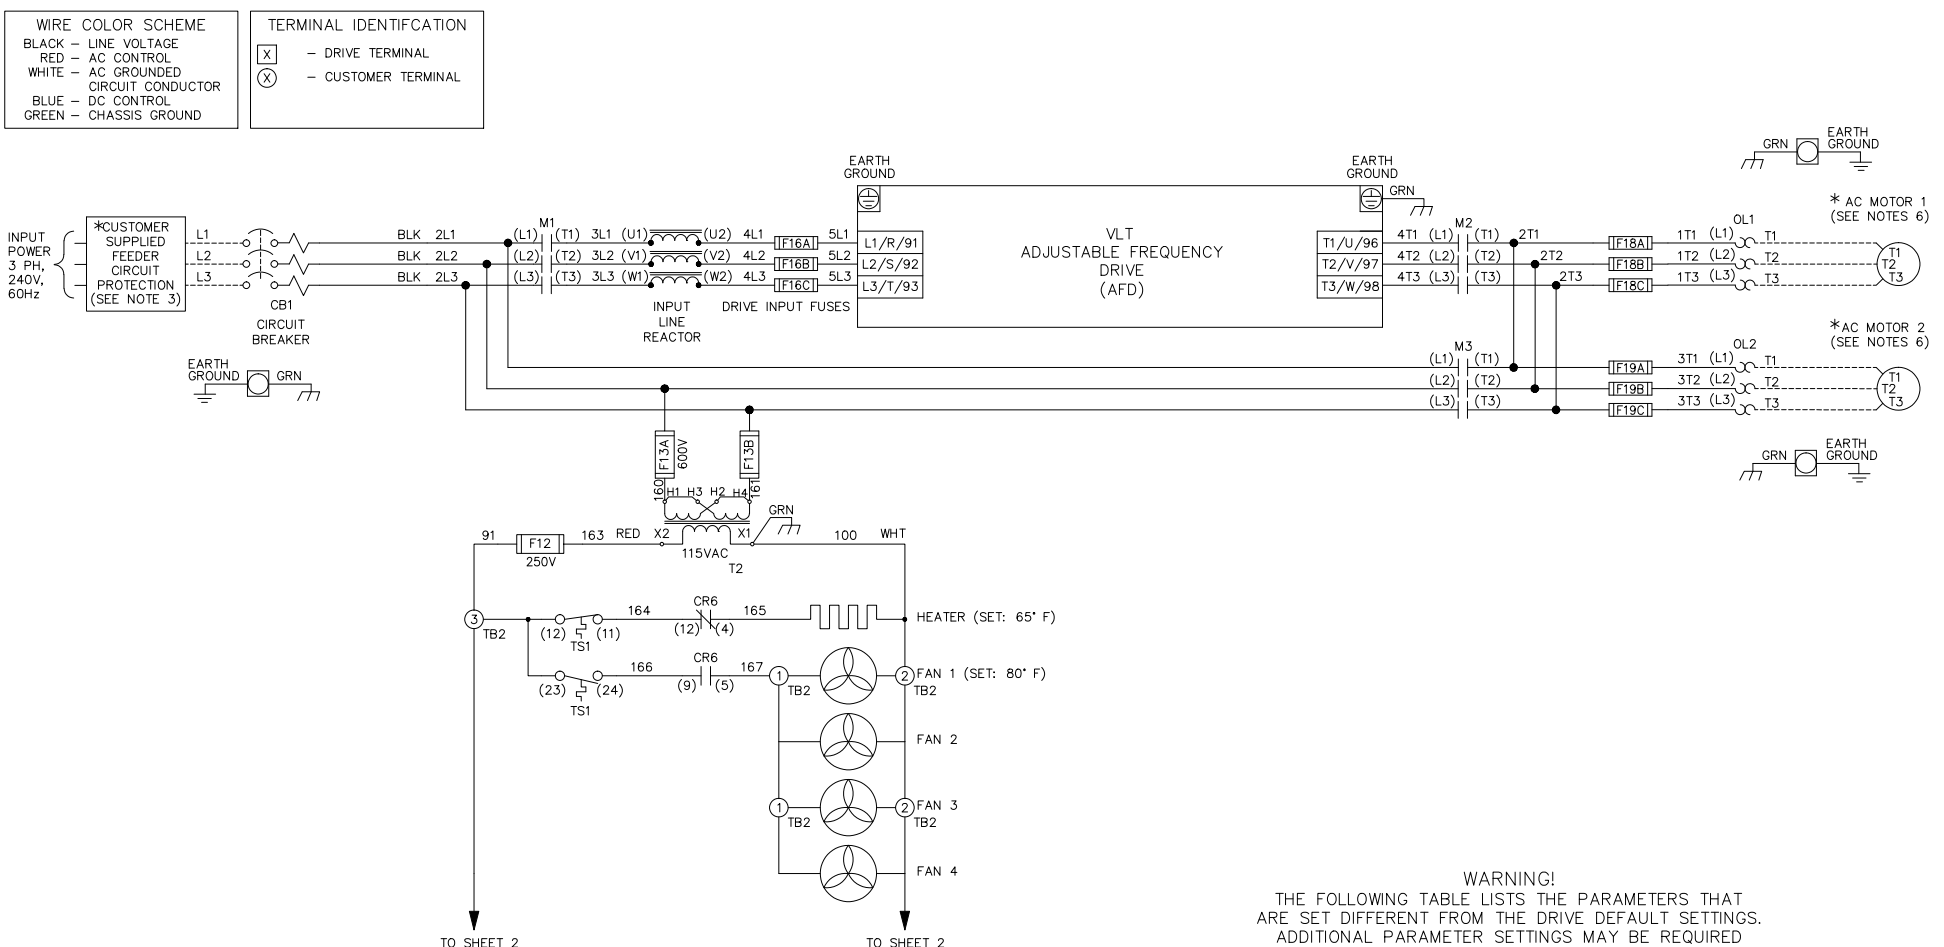 WIRE COLOR SCHEME
BLACK – LINE VOLTAGE
RED – AC CONTROL
WHITE – AC GROUNDED
CIRCUIT CONDUCTOR
BLUE – DC CONTROL
GREEN – CHASSIS GROUND
TERMINAL IDENTIFCATION
X – DRIVE TERMINAL
X – CUSTOMER TERMINAL
INPUT
POWER
3 PH,
240V,
60Hz
*CUSTOMER
SUPPLIED
FEEDER
CIRCUIT
PROTECTION
(SEE NOTE 3)
L1
L2
L3
CB1
CIRCUIT
BREAKER
EARTH
GROUND
GRN
BLK 2L1
BLK 2L2
BLK 2L3
M1
(L1) (T1) 3L1 (U1) (U2) 4L1 F16A 5L1
(L2) (T2) 3L2 (V1) (V2) 4L2 F16B 5L2
(L3) (T3) 3L3 (W1) (W2) 4L3 F16C 5L3
INPUT
LINE
REACTOR
DRIVE INPUT FUSES
EARTH
GROUND
L1/R/91
L2/S/92
L3/T/93
VLT
ADJUSTABLE FREQUENCY
DRIVE
(AFD)
EARTH
GROUND
GRN
T1/U/96
T2/V/97
T3/W/98
M2
4T1 (L1) (T1) 2T1 F18A 1T1 (L1) T1
4T2 (L2) (T2) 2T2 F18B 1T2 (L2) T2
4T3 (L3) (T3) 2T3 F18C 1T3 (L3) T3
OL1
GRN
EARTH
GROUND
* AC MOTOR 1
(SEE NOTES 6)
T1
T2
T3
M3
(L1) (T1) F19A 3T1 (L1) T1
(L2) (T2) F19B 3T2 (L2) T2
(L3) (T3) F19C 3T3 (L3) T3
OL2
*AC MOTOR 2
(SEE NOTES 6)
T1
T2
T3
GRN
EARTH
GROUND
F13A
600V
F13B
160
H1 H3 H2 H4
161
GRN
91 F12 163 RED X2 X1 100 WHT
250V
115VAC
T2
3
TB2
(12) (11)
TS1
164
CR6
(12) (4)
165
HEATER (SET: 65° F)
(23) (24)
TS1
166
CR6
(9) (5)
167
1
TB2
2
TB2
FAN 1 (SET: 80° F)
FAN 2
1
TB2
2
TB2
FAN 3
FAN 4
TO SHEET 2
TO SHEET 2
WARNING!
THE FOLLOWING TABLE LISTS THE PARAMETERS THAT
ARE SET DIFFERENT FROM THE DRIVE DEFAULT SETTINGS.
ADDITIONAL PARAMETER SETTINGS MAY BE REQUIRED